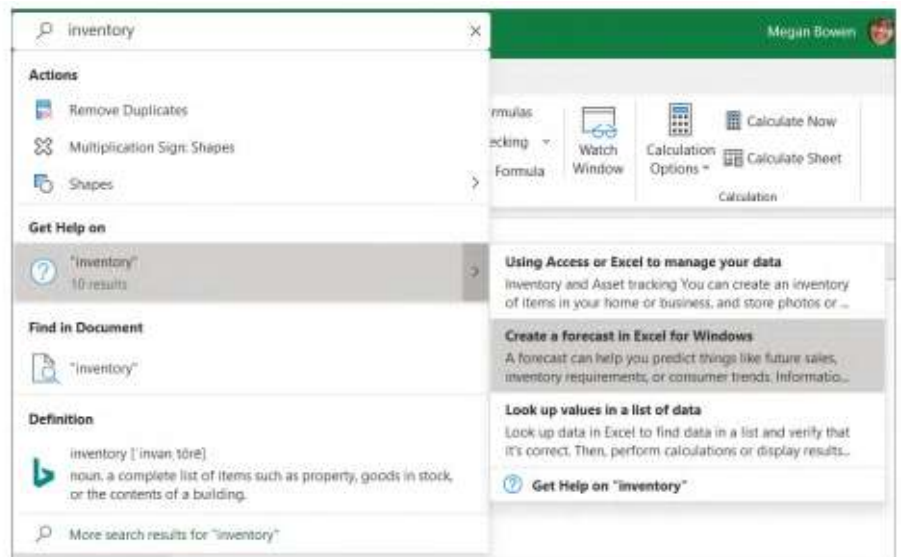 inventory
Megan Bowen
Actions
Remove Duplicates
Multiplication Sign: Shapes
Shapes
rmulas
ecking
Formula
Watch
Window
Calculation
Options
Calculate Now
Calculate Sheet
Calculation
Get Help on
"inventory"
10 results
Using Access or Excel to manage your data
Inventory and Asset tracking You can create an inventory
of items in your home or business, and store photos or ...
Create a forecast in Excel for Windows
A forecast can help you predict things like future sales,
inventory requirements, or consumer trends. Informatio...
Look up values in a list of data
Look up data in Excel to find data in a list and verify that
it's correct. Then, perform calculations or display results...
Get Help on "inventory"
Find in Document
"inventory"
Definition
inventory [ˈinvənˌtôrē]
noun. a complete list of items such as property, goods in stock,
or the contents of a building.
More search results for "inventory"